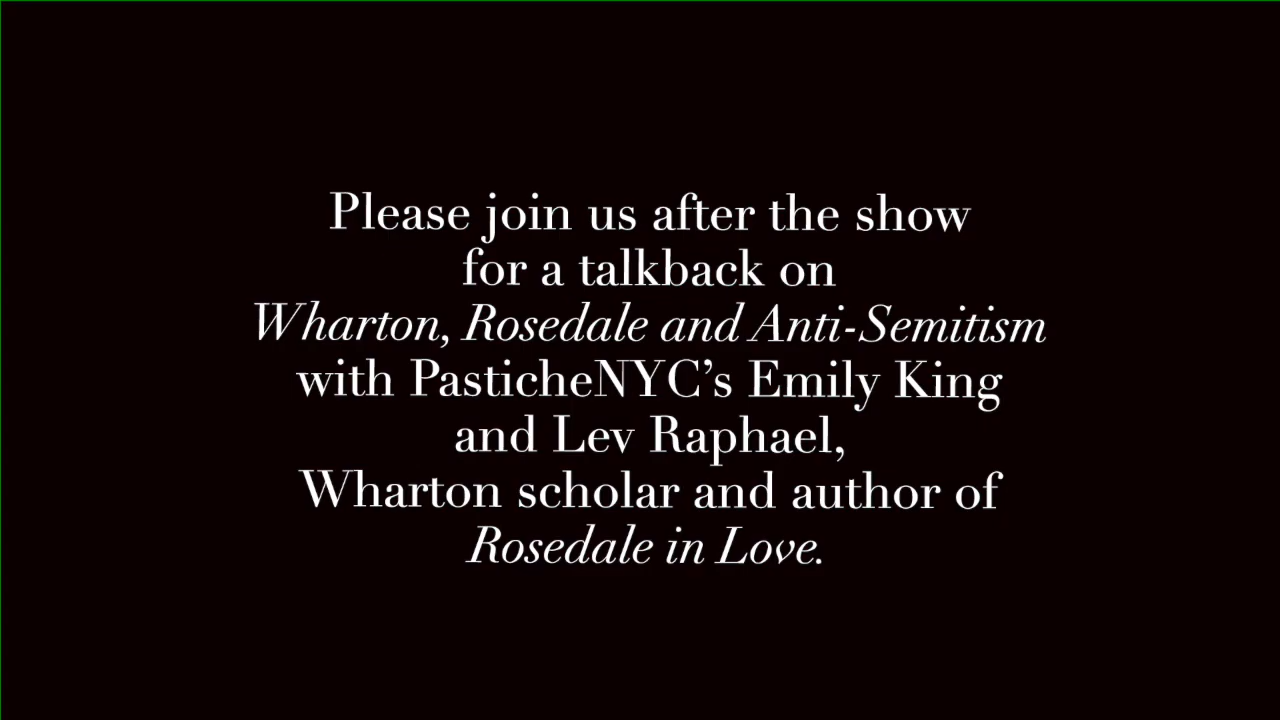 Please join us after the show
for a talkback on
Wharton, Rosedale and Anti-Semitism
with PasticheNYC’s Emily King
and Lev Raphael,
Wharton scholar and author of
Rosedale in Love.